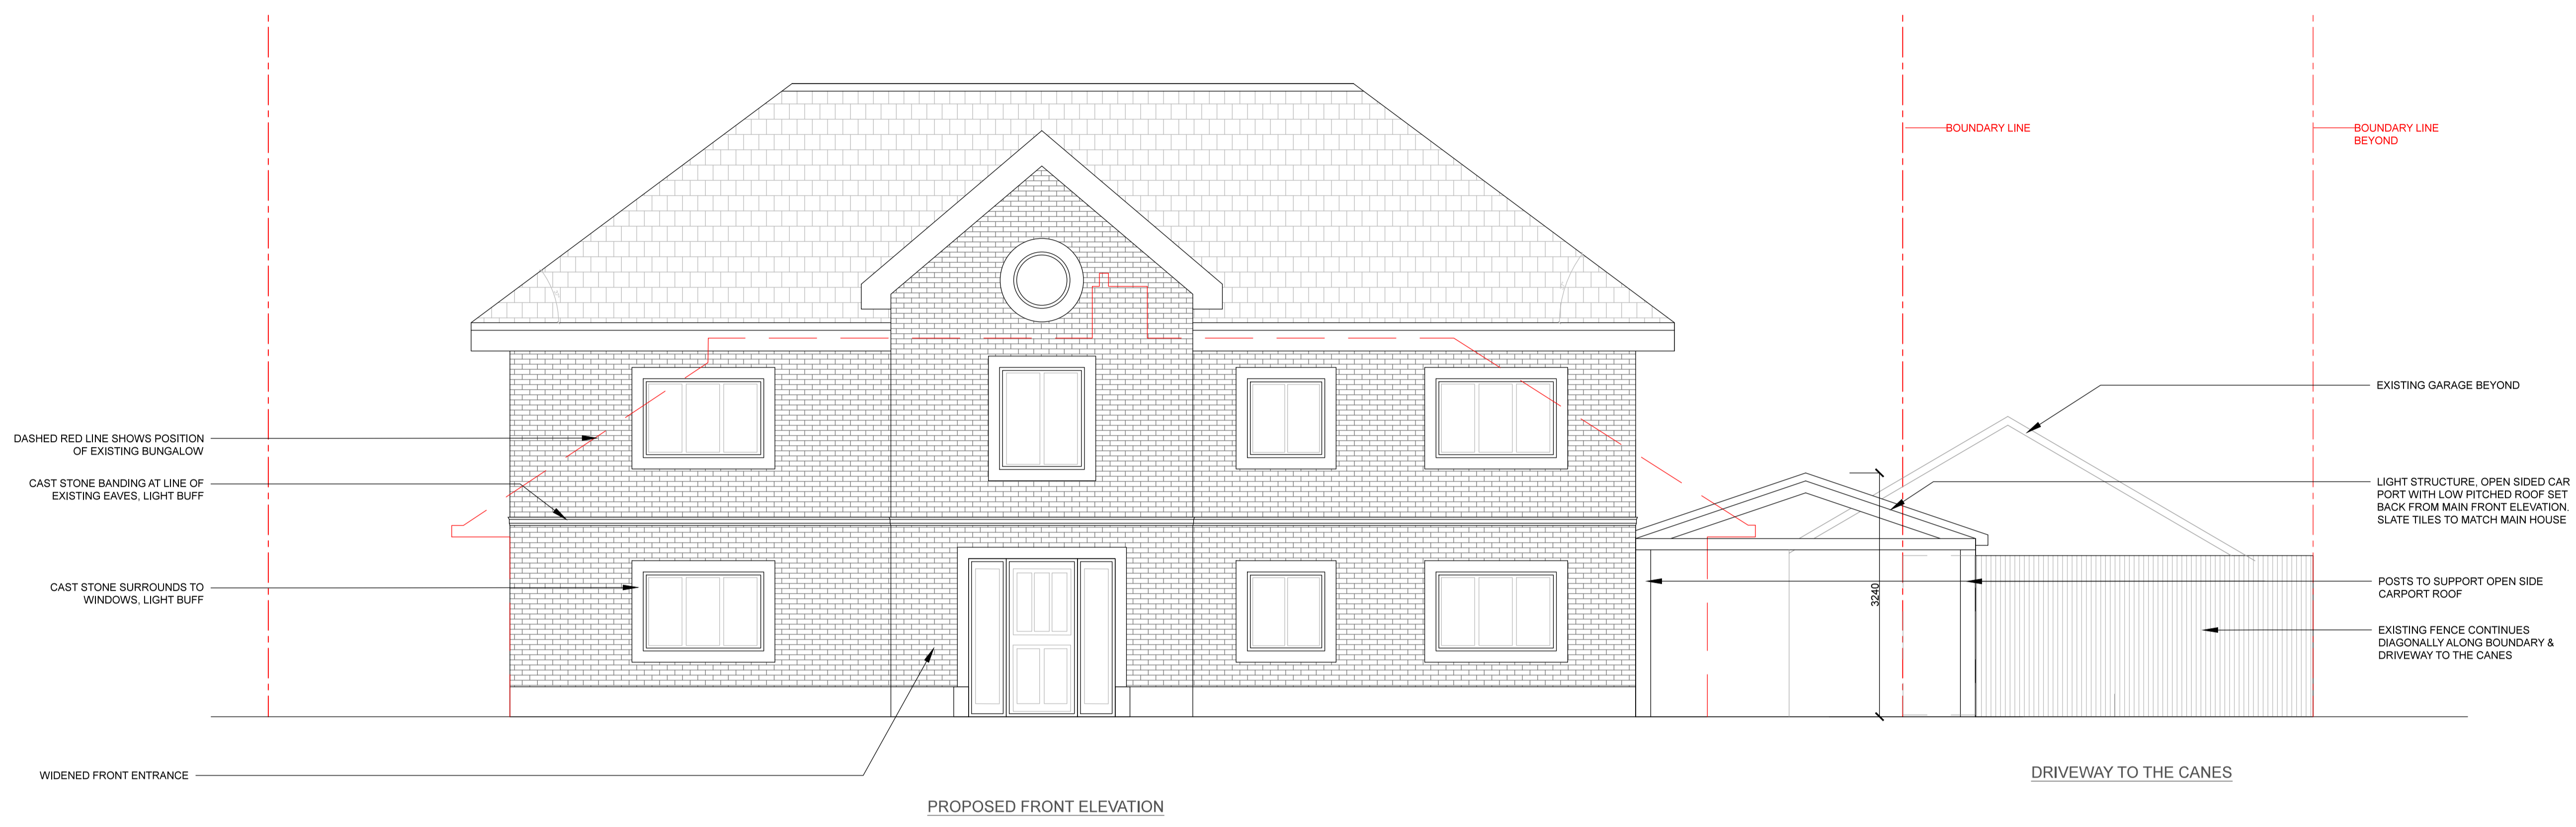 BOUNDARY LINE
BOUNDARY LINE
BEYOND
DASHED RED LINE SHOWS POSITION
OF EXISTING BUNGALOW
CAST STONE BANDING AT LINE OF
EXISTING EAVES, LIGHT BUFF
CAST STONE SURROUNDS TO
WINDOWS, LIGHT BUFF
WIDENED FRONT ENTRANCE
EXISTING GARAGE BEYOND
LIGHT STRUCTURE, OPEN SIDED CAR
PORT WITH LOW PITCHED ROOF SET
BACK FROM MAIN FRONT ELEVATION.
SLATE TILES TO MATCH MAIN HOUSE
3240
POSTS TO SUPPORT OPEN SIDE
CARPORT ROOF
EXISTING FENCE CONTINUES
DIAGONALLY ALONG BOUNDARY &
DRIVEWAY TO THE CANES
DRIVEWAY TO THE CANES
PROPOSED FRONT ELEVATION